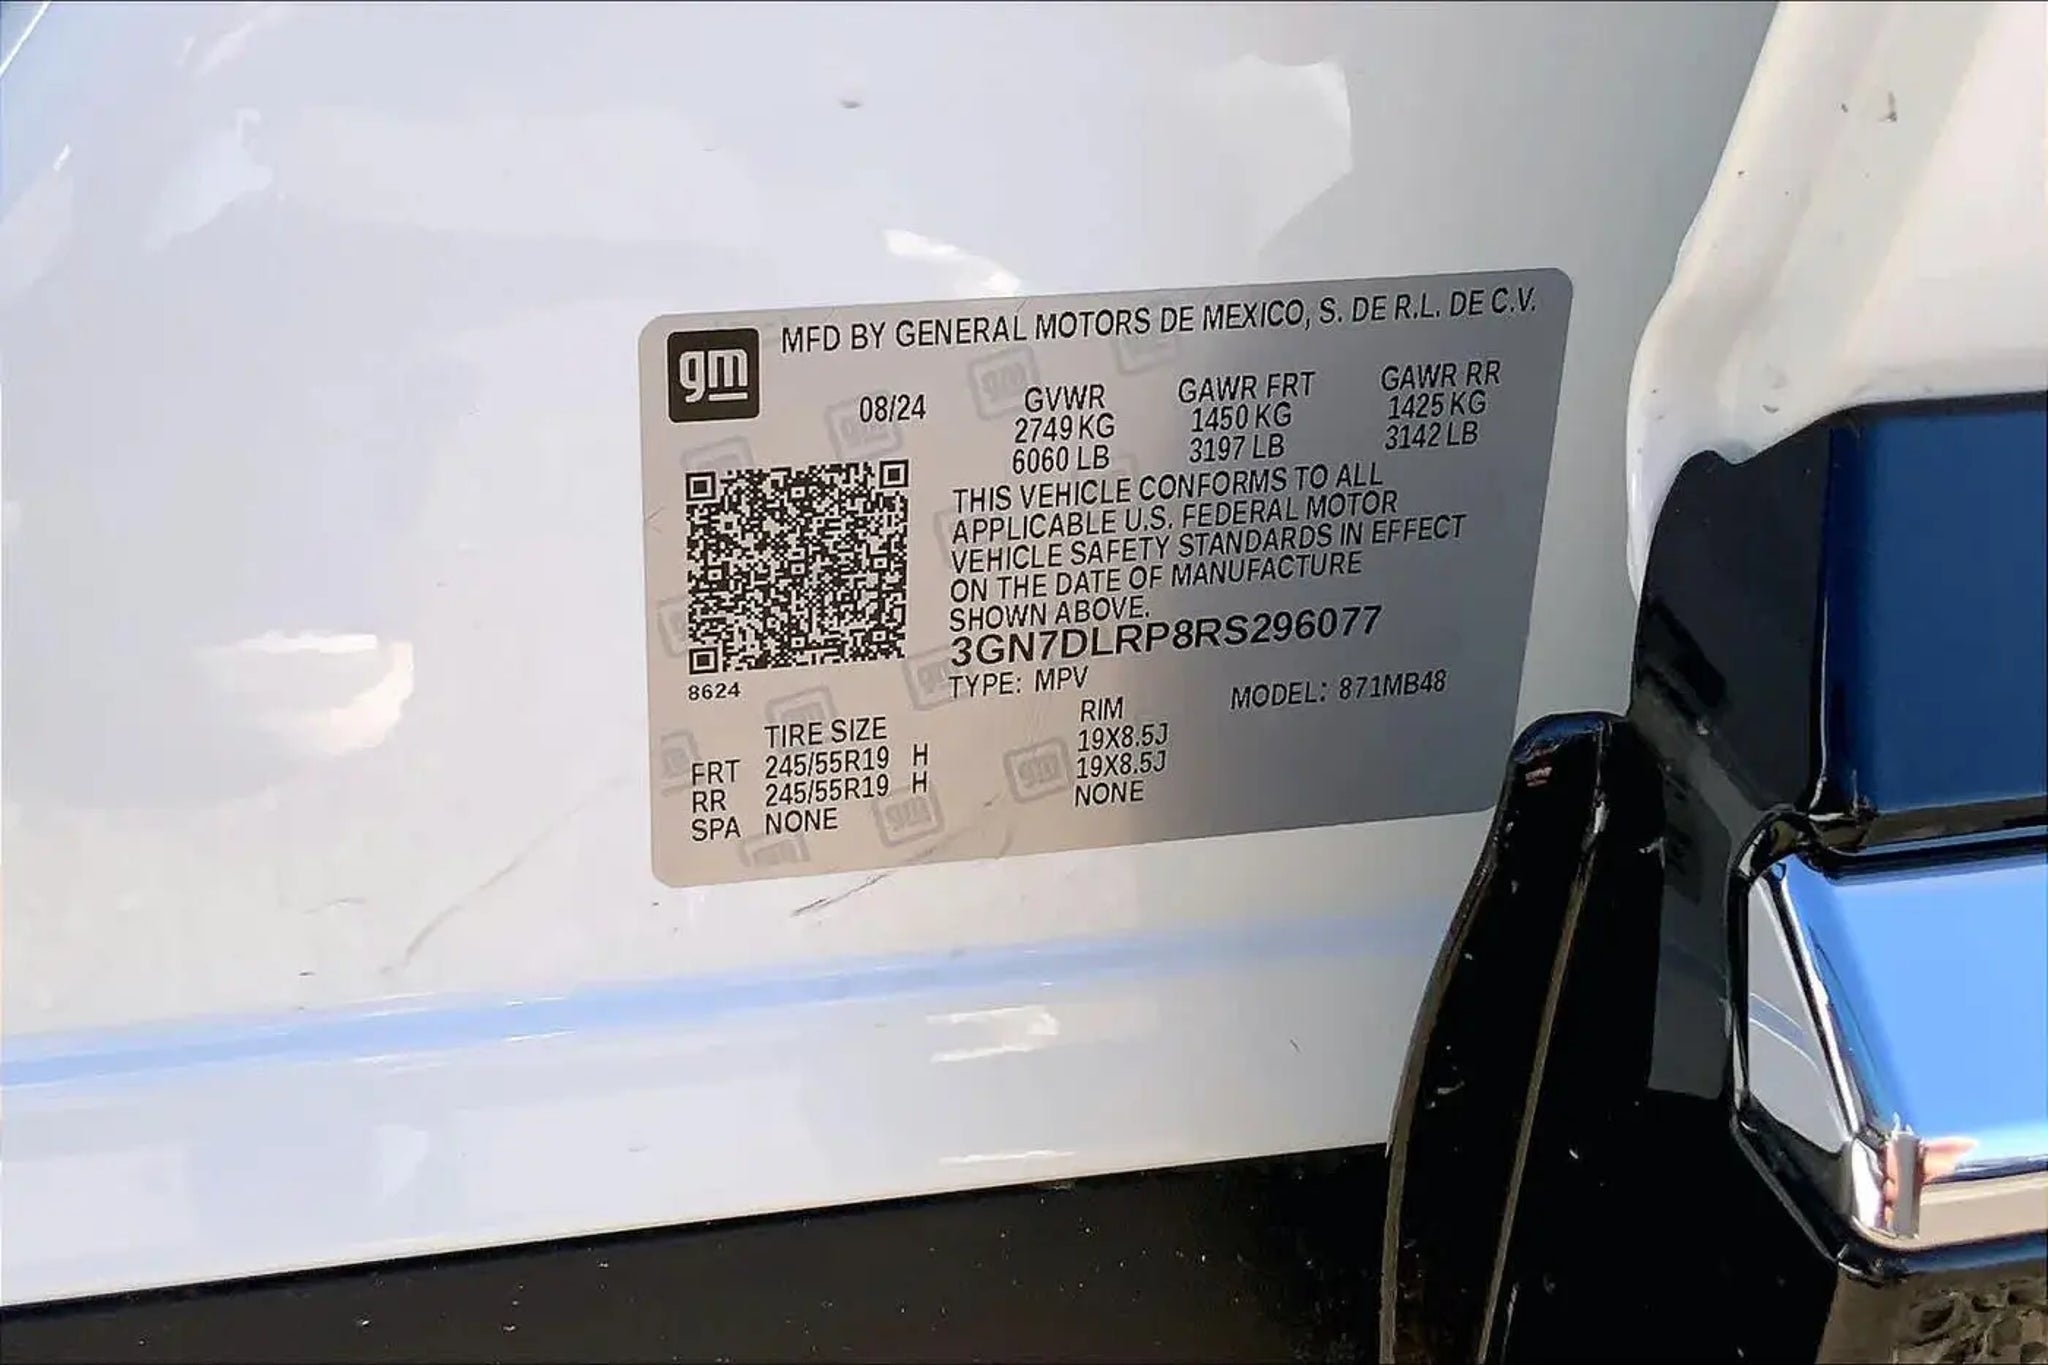 gm
MFD BY GENERAL MOTORS DE MEXICO, S. DE R.L. DE C.V.
08/24
GVWR GAWR FRT GAWR RR
2749 KG 1450 KG 1425 KG
6060 LB 3197 LB 3142 LB
THIS VEHICLE CONFORMS TO ALL
APPLICABLE U.S. FEDERAL MOTOR
VEHICLE SAFETY STANDARDS IN EFFECT
ON THE DATE OF MANUFACTURE
SHOWN ABOVE.
3GN7DLRP8RS296077
8624
TYPE: MPV MODEL: 871MB48
TIRE SIZE RIM
FRT 245/55R19 H 19X8.5J
RR 245/55R19 H 19X8.5J
SPA NONE NONE